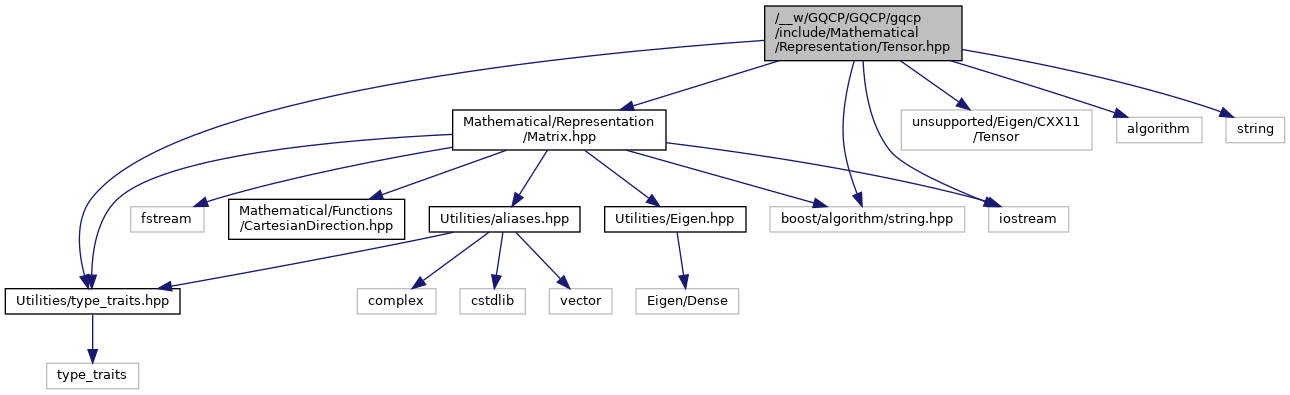 /__w/GQCP/GQCP/gqcp
/include/Mathematical
/Representation/Tensor.hpp
Mathematical/Representation
/Matrix.hpp
unsupported/Eigen/CXX11
/Tensor
algorithm
string
fstream
Mathematical/Functions
/CartesianDirection.hpp
Utilities/aliases.hpp
Utilities/Eigen.hpp
boost/algorithm/string.hpp
iostream
Utilities/type_traits.hpp
complex
cstdlib
vector
Eigen/Dense
type_traits